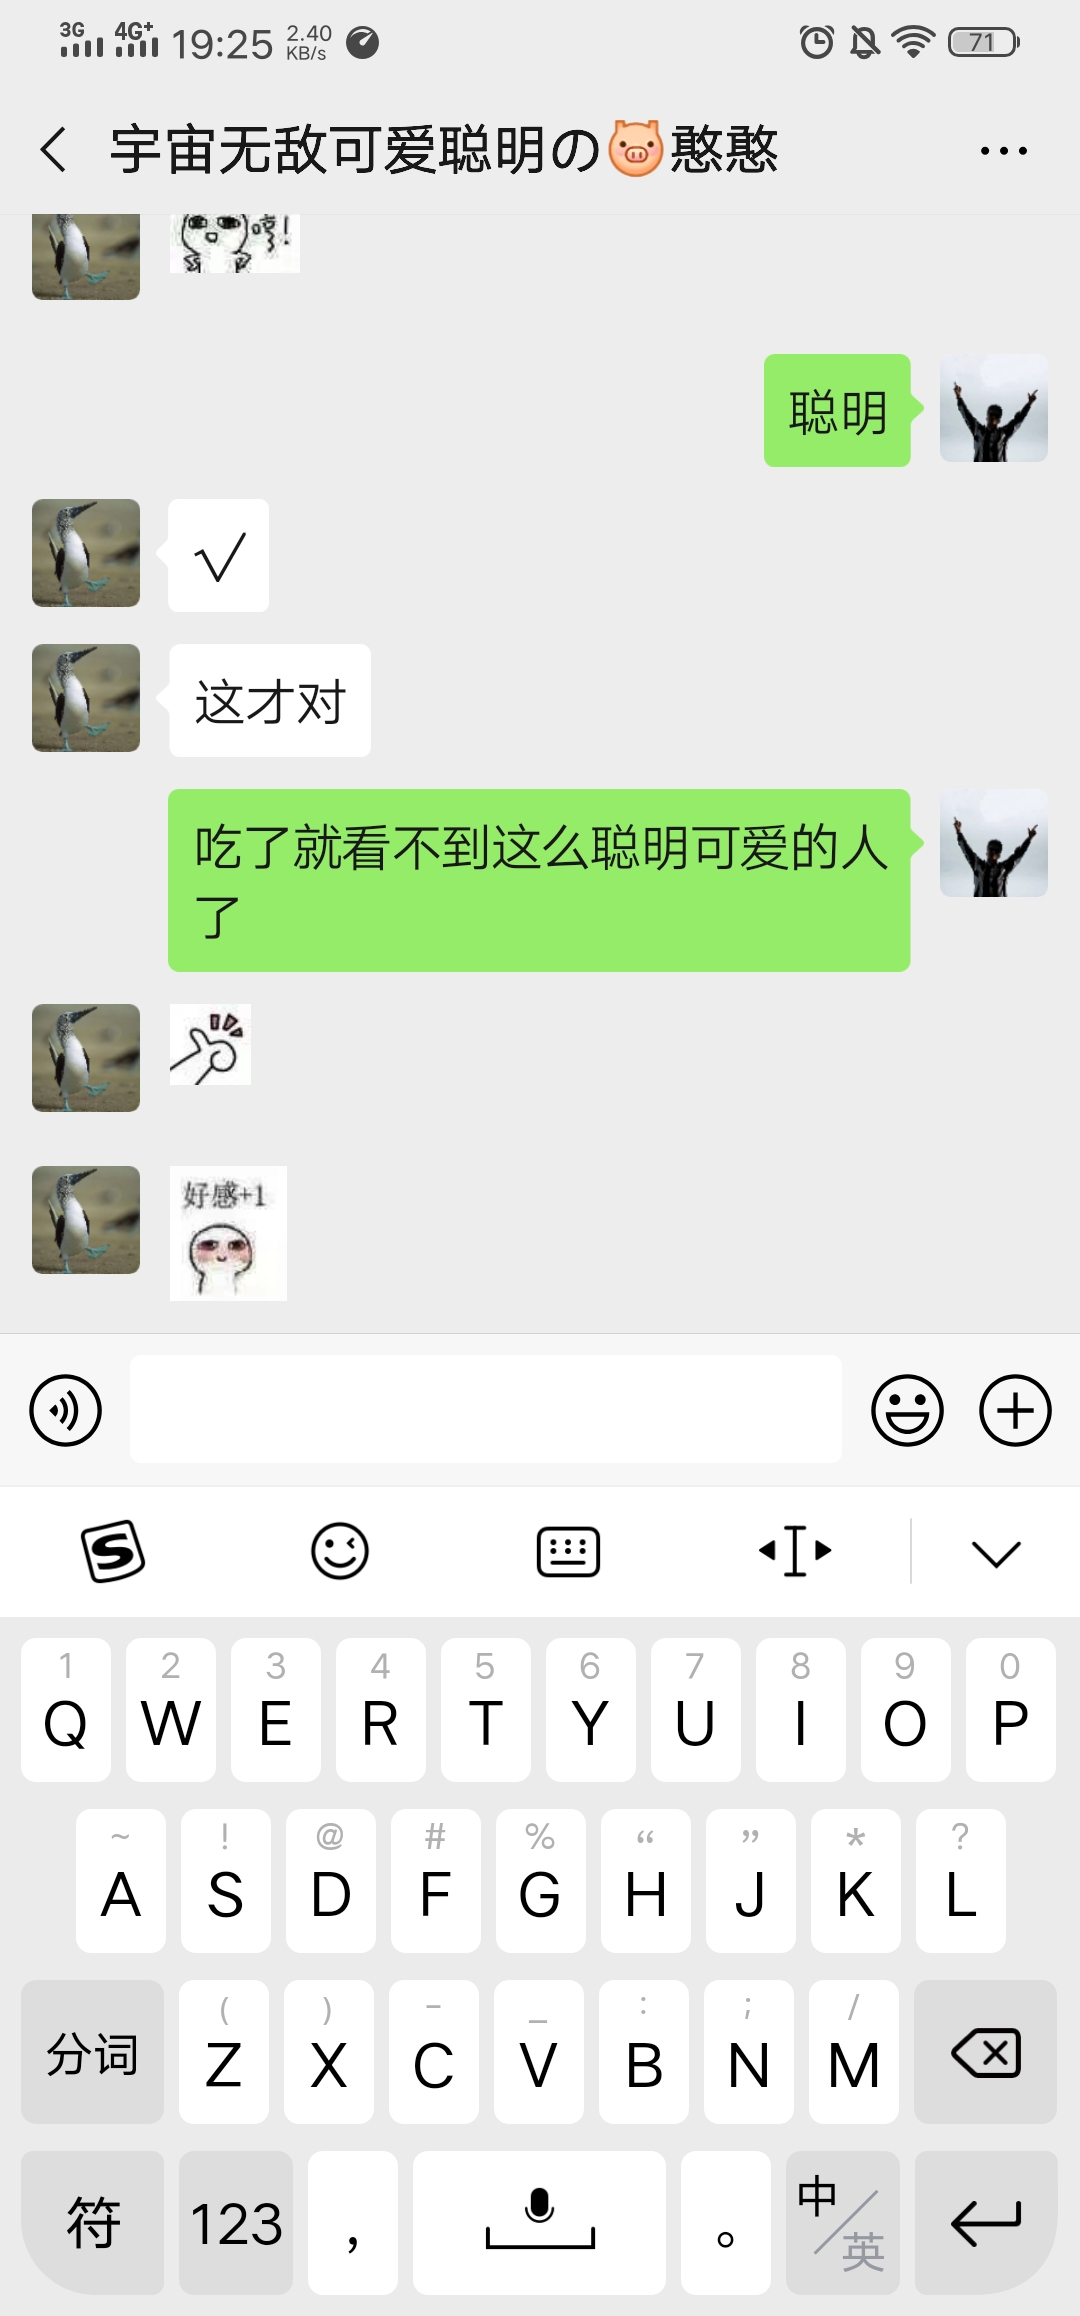 3G 4G+ 19:25 2.40 KB/s 71
宇宙无敌可爱聪明の🐷憨憨
哼!
聪明
√
这才对
吃了就看不到这么聪明可爱的人
了
好感+1
S
1 2 3 4 5 6 7 8 9 0
Q W E R T Y U I O P
~ ! @ # % “ ” * ?
A S D F G H J K L
( ) - _ : ; /
分词 Z X C V B N M
符 123 , 。 中/英